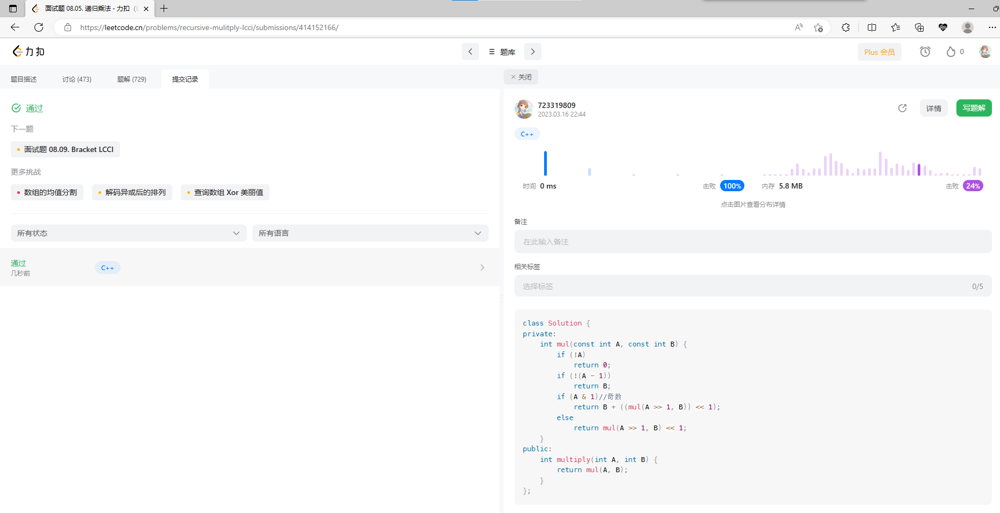 面试题 08.05. 递归乘法 - 力扣
https://leetcode.cn/problems/recursive-mulitply-lcci/submissions/414152166/
力扣
题库
Plus 会员
0
题目描述
讨论 (473)
题解 (729)
提交记录
通过
下一题
面试题 08.09. Bracket LCCI
更多挑战
数组的均值分割
解码异或后的排列
查询数组 Xor 美丽值
所有状态
所有语言
通过
几秒前
C++
× 关闭
723319809
2023.03.16 22:44
详情
写题解
C++
时间 0 ms
击败 100%
内存 5.8 MB
击败 24%
点击图片查看分布详情
备注
在此输入备注
相关标签
选择标签
0/5
class Solution {
private:
    int mul(const int A, const int B) {
        if (!A)
            return 0;
        if (!(A - 1))
            return B;
        if (A & 1)//奇数
            return B + ((mul(A >> 1, B)) << 1);
        else
            return mul(A >> 1, B) << 1;
    }
public:
    int multiply(int A, int B) {
        return mul(A, B);
    }
};